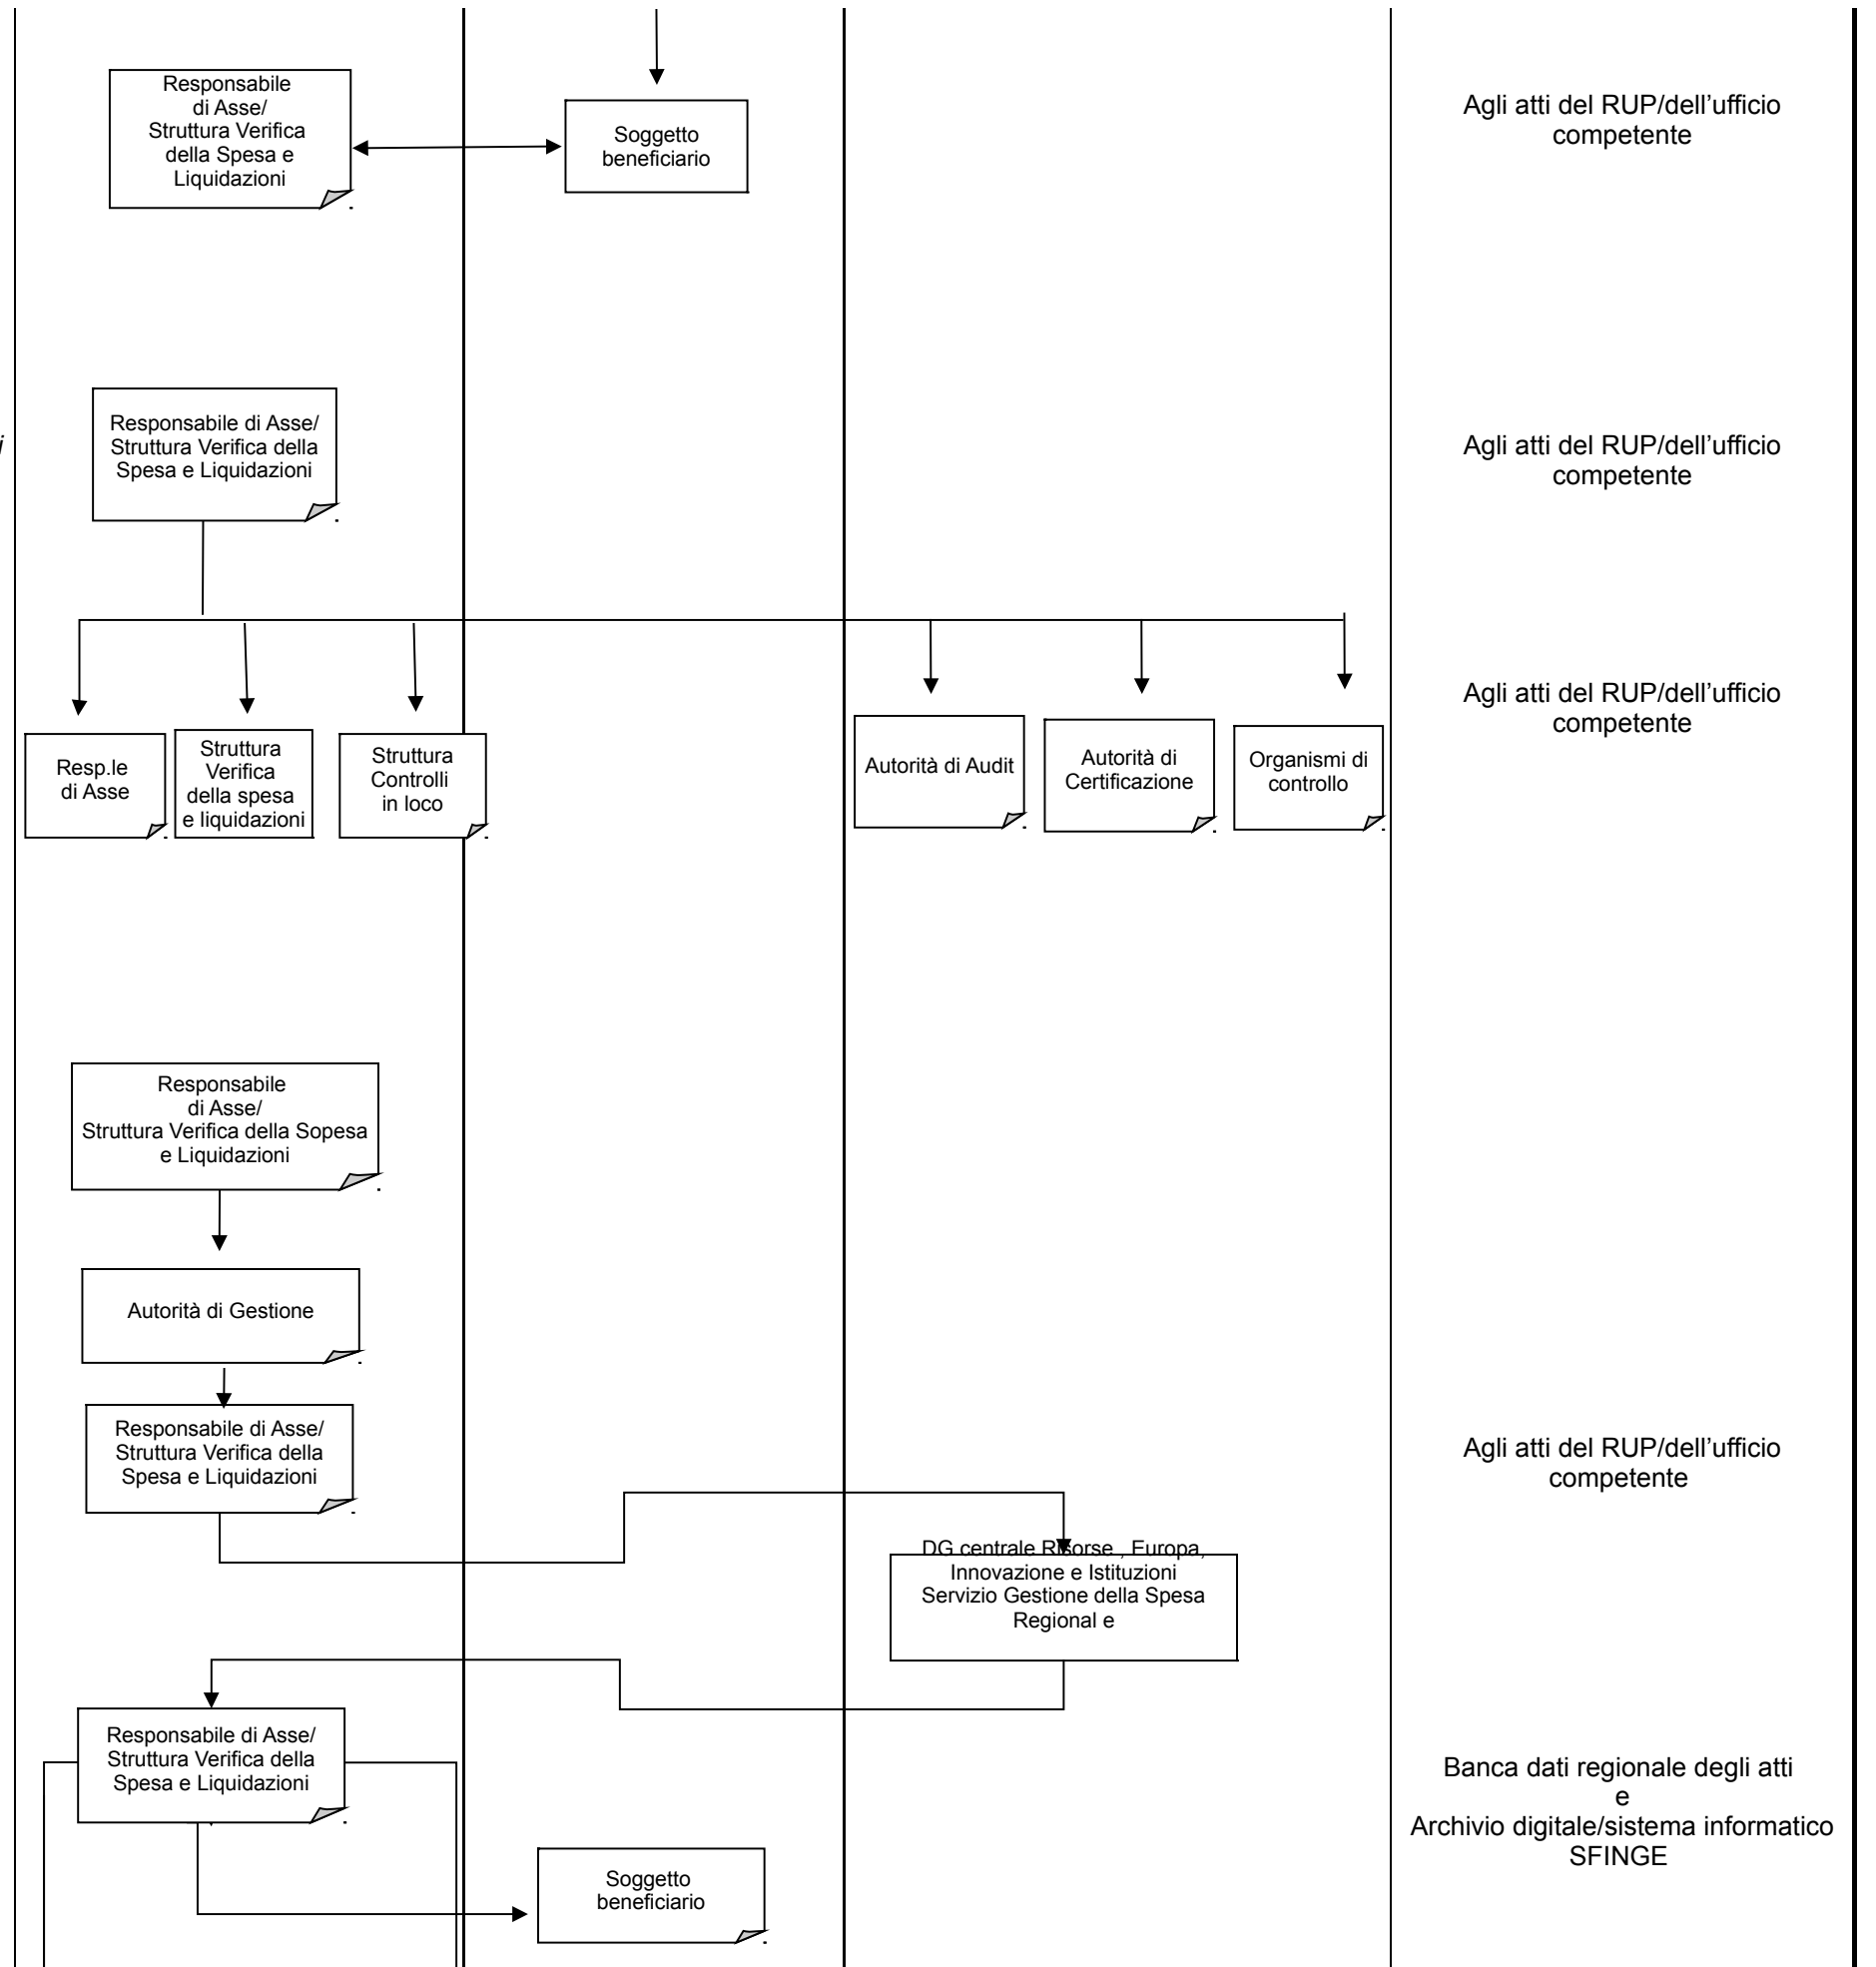 Responsabile
di Asse/
Struttura Verifica
della Spesa e
Liquidazioni
Soggetto
beneficiario
Agli atti del RUP/dell’ufficio
competente
i
Responsabile di Asse/
Struttura Verifica della
Spesa e Liquidazioni
Agli atti del RUP/dell’ufficio
competente
Resp.le
di Asse
Struttura
Verifica
della spesa
e liquidazioni
Struttura
Controlli
in loco
Autorità di Audit
Autorità di
Certificazione
Organismi di
controllo
Agli atti del RUP/dell’ufficio
competente
Responsabile
di Asse/
Struttura Verifica della Sopesa
e Liquidazioni
Autorità di Gestione
Responsabile di Asse/
Struttura Verifica della
Spesa e Liquidazioni
Agli atti del RUP/dell’ufficio
competente
DG centrale Risorse , Europa,
Innovazione e Istituzioni
Servizio Gestione della Spesa
Regional e
Responsabile di Asse/
Struttura Verifica della
Spesa e Liquidazioni
Banca dati regionale degli atti
e
Archivio digitale/sistema informatico
SFINGE
Soggetto
beneficiario